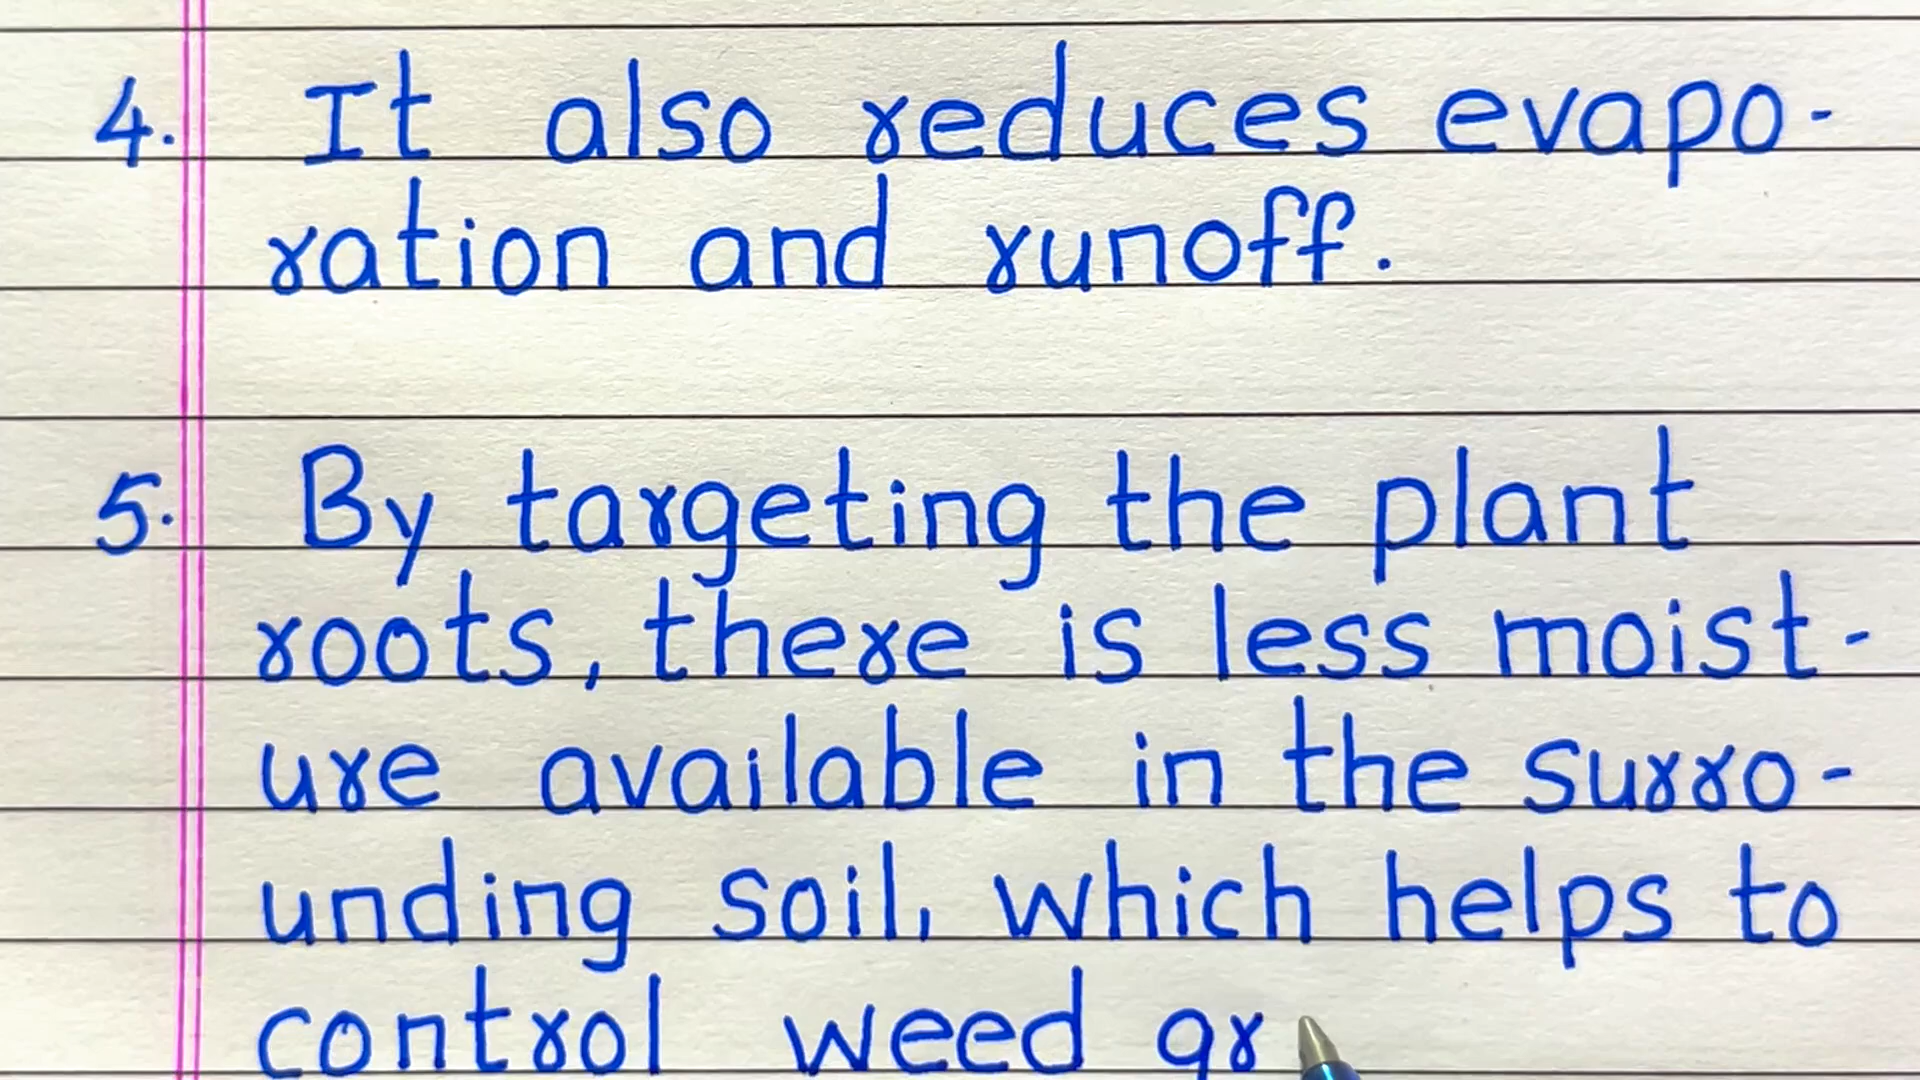 4. It also reduces evapo-
ration and runoff.
5. By targeting the plant
roots, there is less moist-
ure available in the surro-
unding soil, which helps to
control weed gr